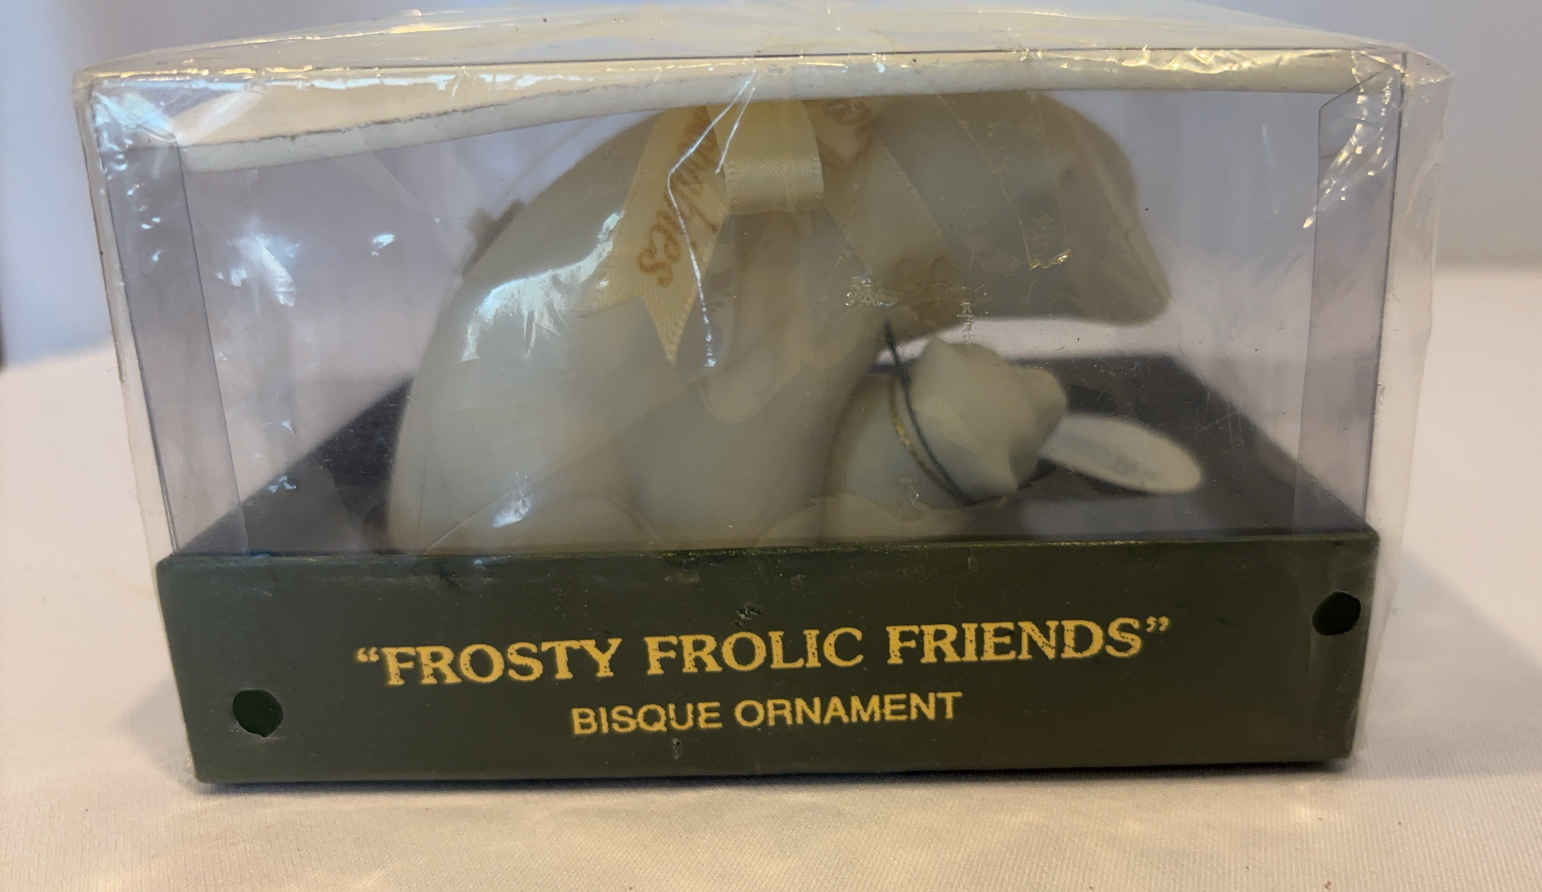 “FROSTY FROLIC FRIENDS”
BISQUE ORNAMENT